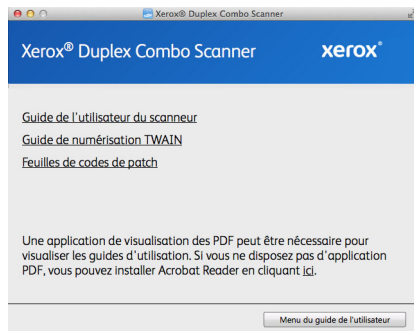 Xerox® Duplex Combo Scanner
Xerox® Duplex Combo Scanner
xerox®
Guide de l'utilisateur du scanneur
Guide de numérisation TWAIN
Feuilles de codes de patch
Une application de visualisation des PDF peut être nécessaire pour
visualiser les guides d'utilisation. Si vous ne disposez pas d'application
PDF, vous pouvez installer Acrobat Reader en cliquant ici.
Menu du guide de l'utilisateur